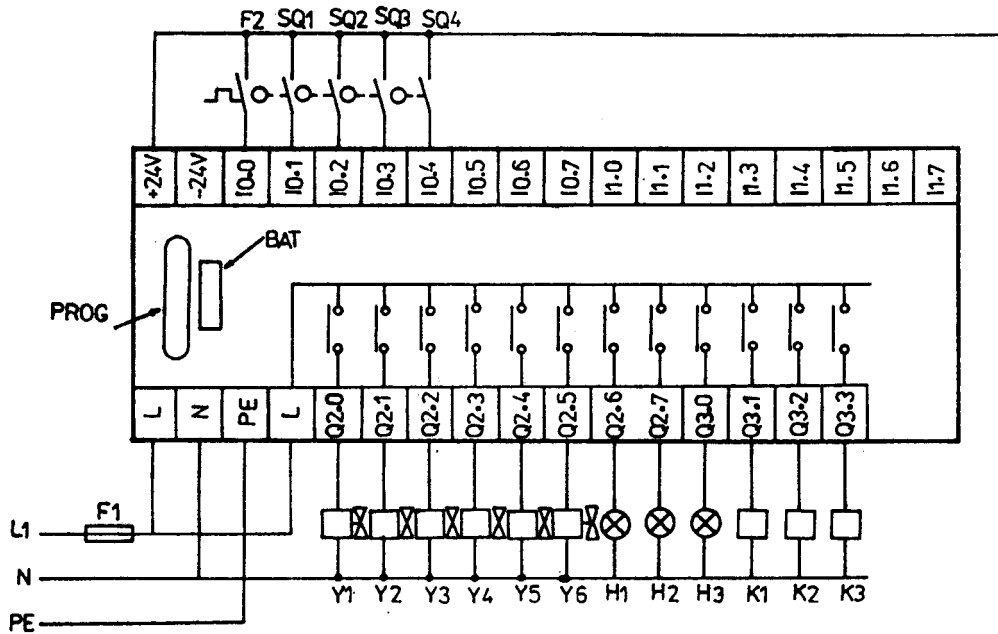 F2 SQ1 SQ2 SQ3 SQ4
+24V -24V I0.0 I0.1 I0.2 I0.3 I0.4 I0.5 I0.6 I0.7 I1.0 I1.1 I1.2 I1.3 I1.4 I1.5 I1.6 I1.7
BAT
PROG
L N PE L Q2.0 Q2.1 Q2.2 Q2.3 Q2.4 Q2.5 Q2.6 Q2.7 Q3.0 Q3.1 Q3.2 Q3.3
F1
L1
N
Y1 Y2 Y3 Y4 Y5 Y6 H1 H2 H3 K1 K2 K3
PE